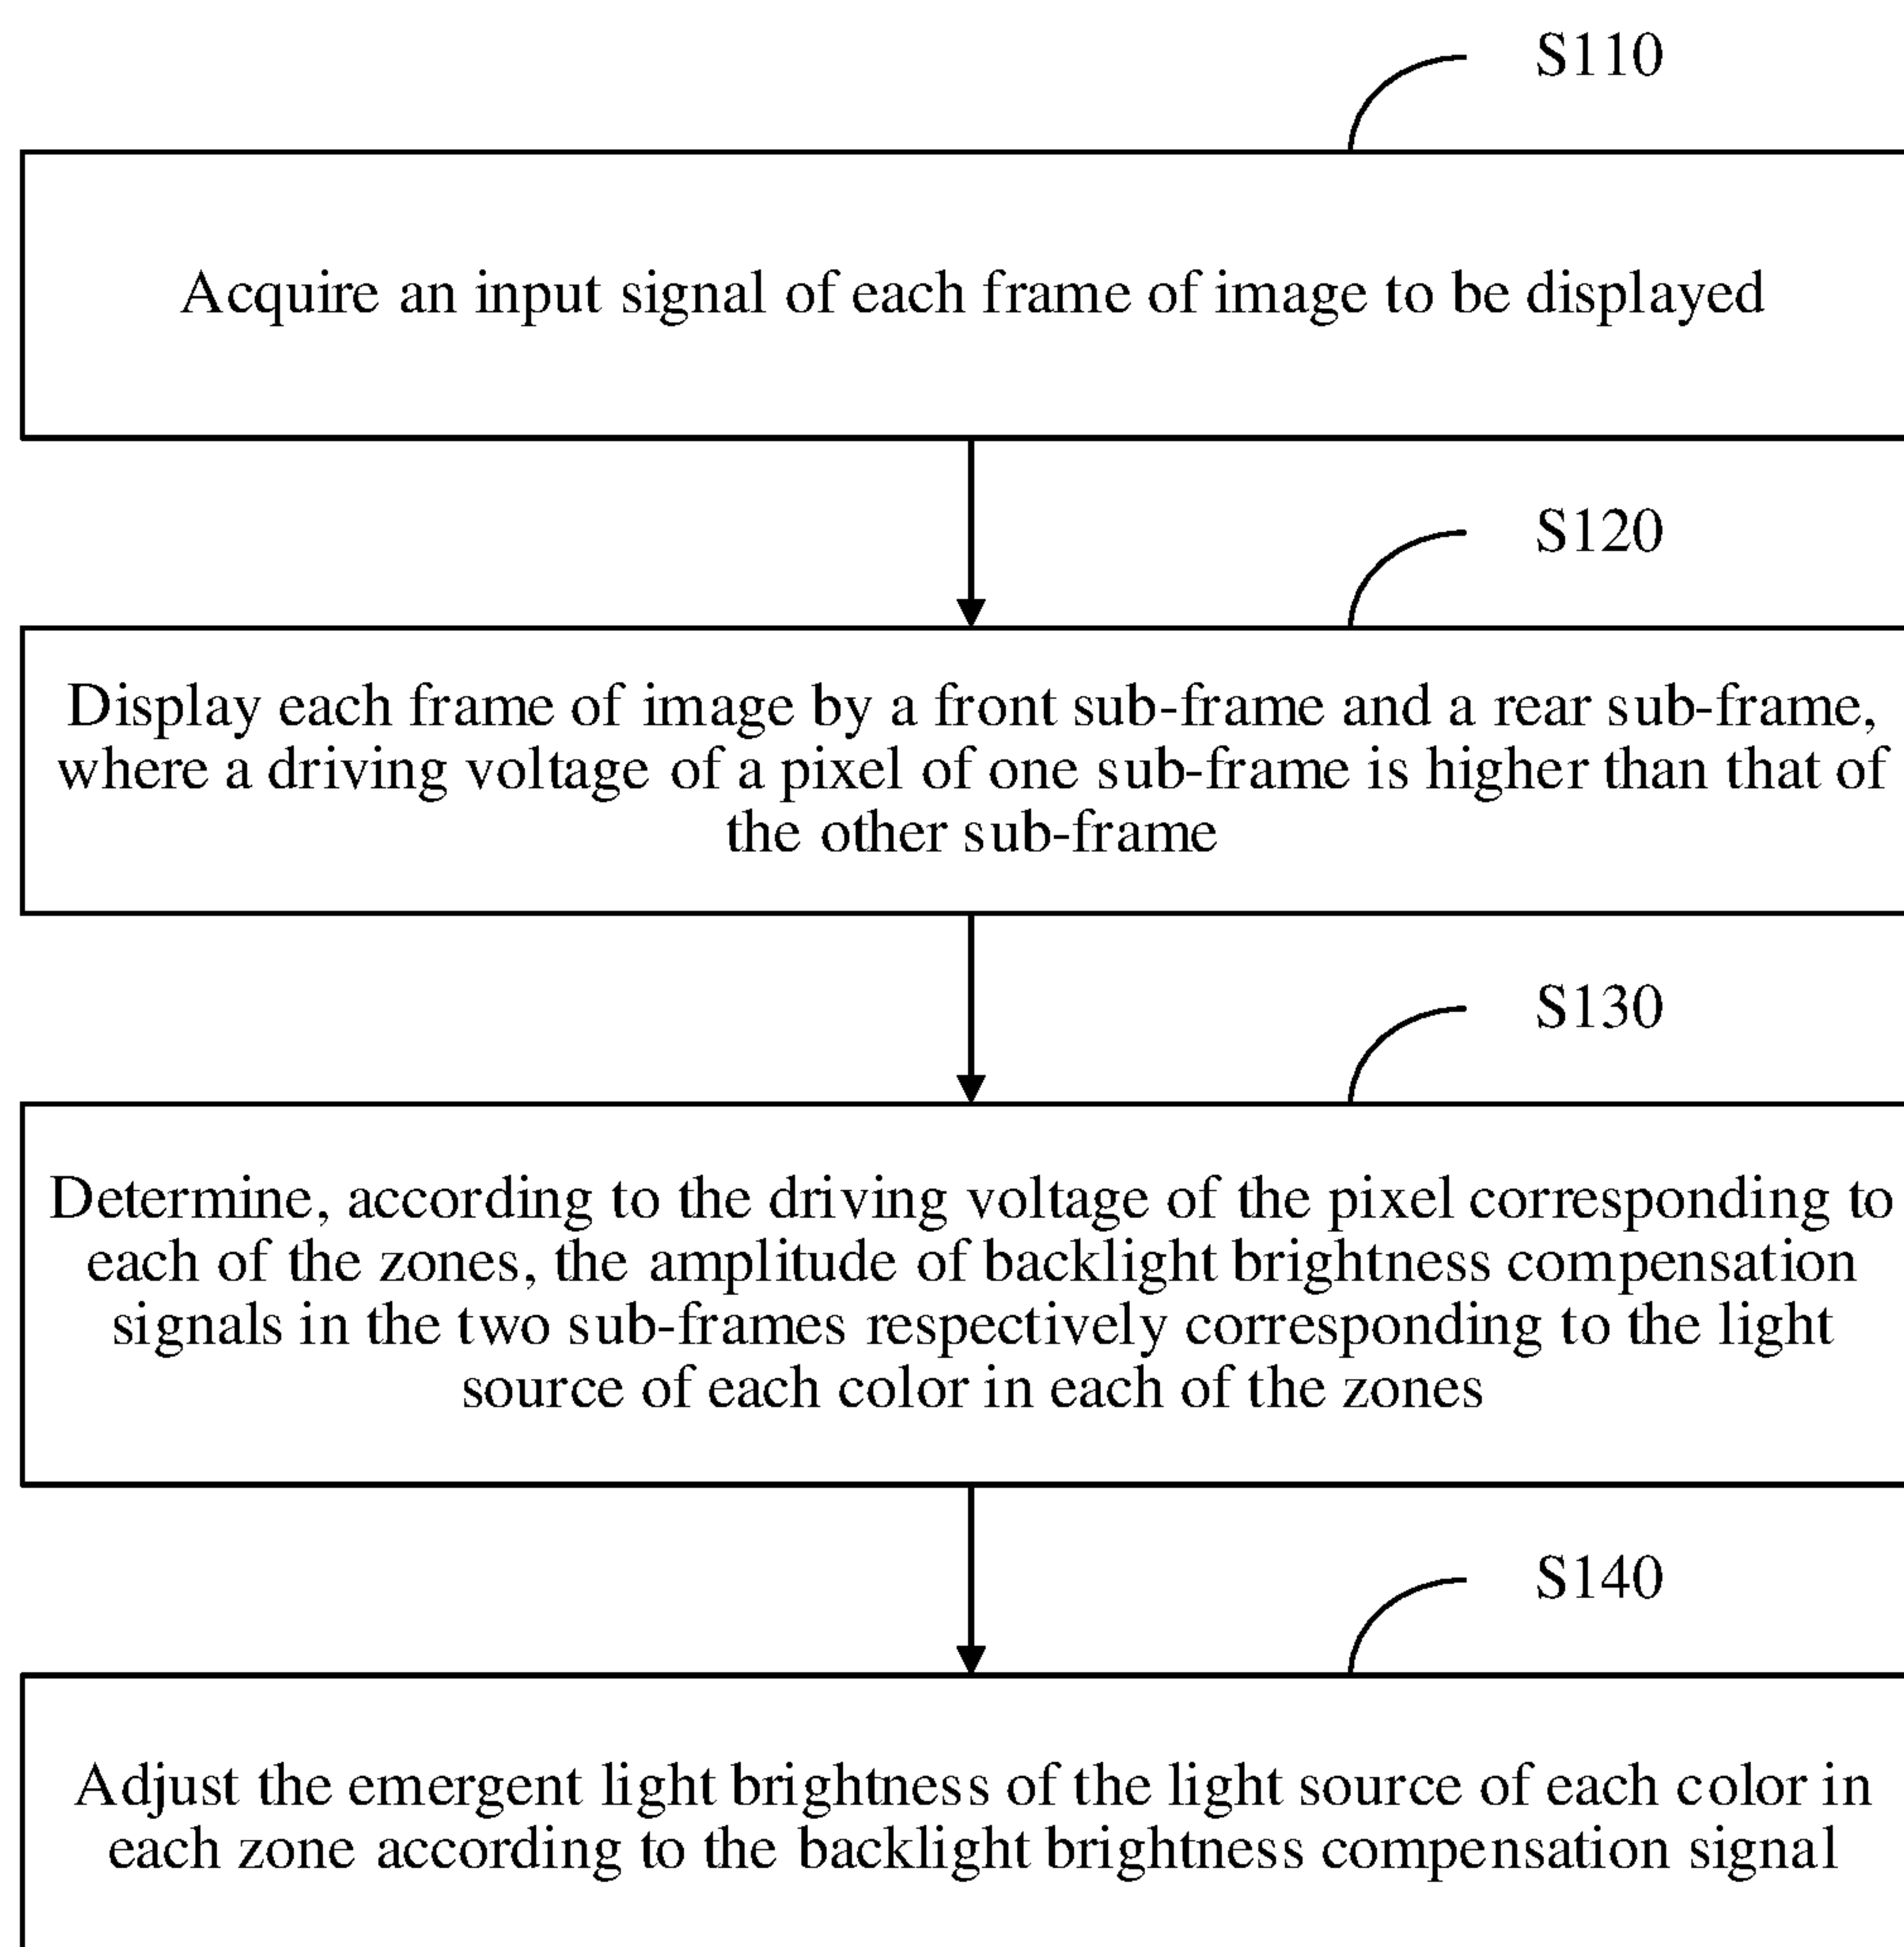 S110
Acquire an input signal of each frame of image to be displayed
S120
Display each frame of image by a front sub-frame and a rear sub-frame,
where a driving voltage of a pixel of one sub-frame is higher than that of
the other sub-frame
S130
Determine, according to the driving voltage of the pixel corresponding to
each of the zones, the amplitude of backlight brightness compensation
signals in the two sub-frames respectively corresponding to the light
source of each color in each of the zones
S140
Adjust the emergent light brightness of the light source of each color in
each zone according to the backlight brightness compensation signal